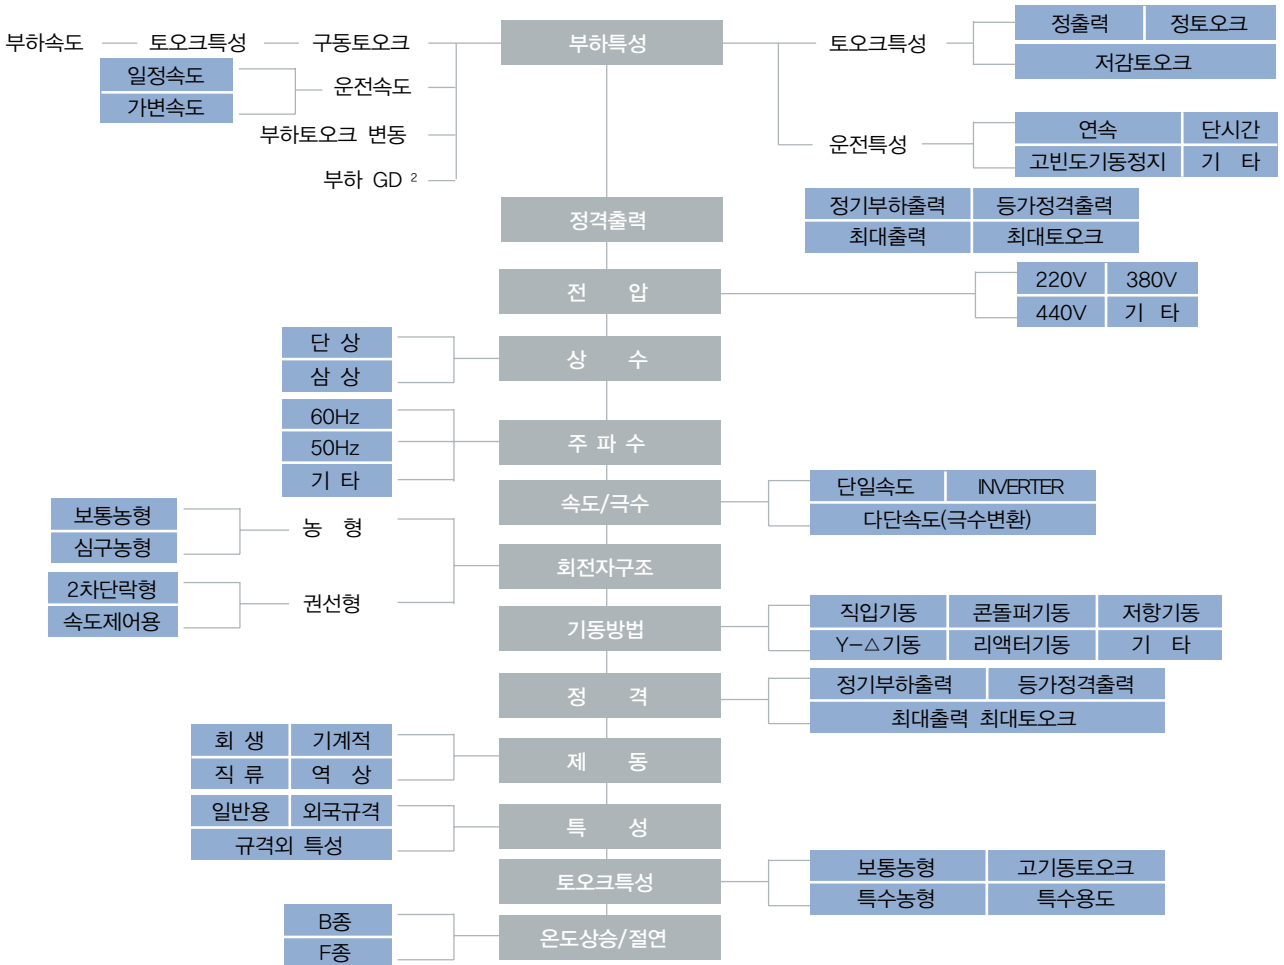 부하속도 토오크특성 구동토오크 부하특성 토오크특성 정출력 정토오크
저감토오크
일정속도
가변속도
운전속도
부하토오크 변동
부하 GD ²
운전특성
연속 단시간
고빈도기동정지 기 타
정격출력
정기부하출력 등가정격출력
최대출력 최대토오크
전 압
220V 380V
440V 기 타
단 상
삼 상
상 수
60Hz
50Hz
기 타
주 파 수
속도/극수
단일속도 INVERTER
다단속도(극수변환)
보통농형
심구농형
농 형
2차단락형
속도제어용
권선형
회전자구조
기동방법
직입기동 콘돌퍼기동 저항기동
Y-△기동 리액터기동 기 타
정 격
정기부하출력 등가정격출력
최대출력 최대토오크
회 생 기계적
직 류 역 상
제 동
일반용 외국규격
규격외 특성
특 성
토오크특성
보통농형 고기동토오크
특수농형 특수용도
B종
F종
온도상승/절연